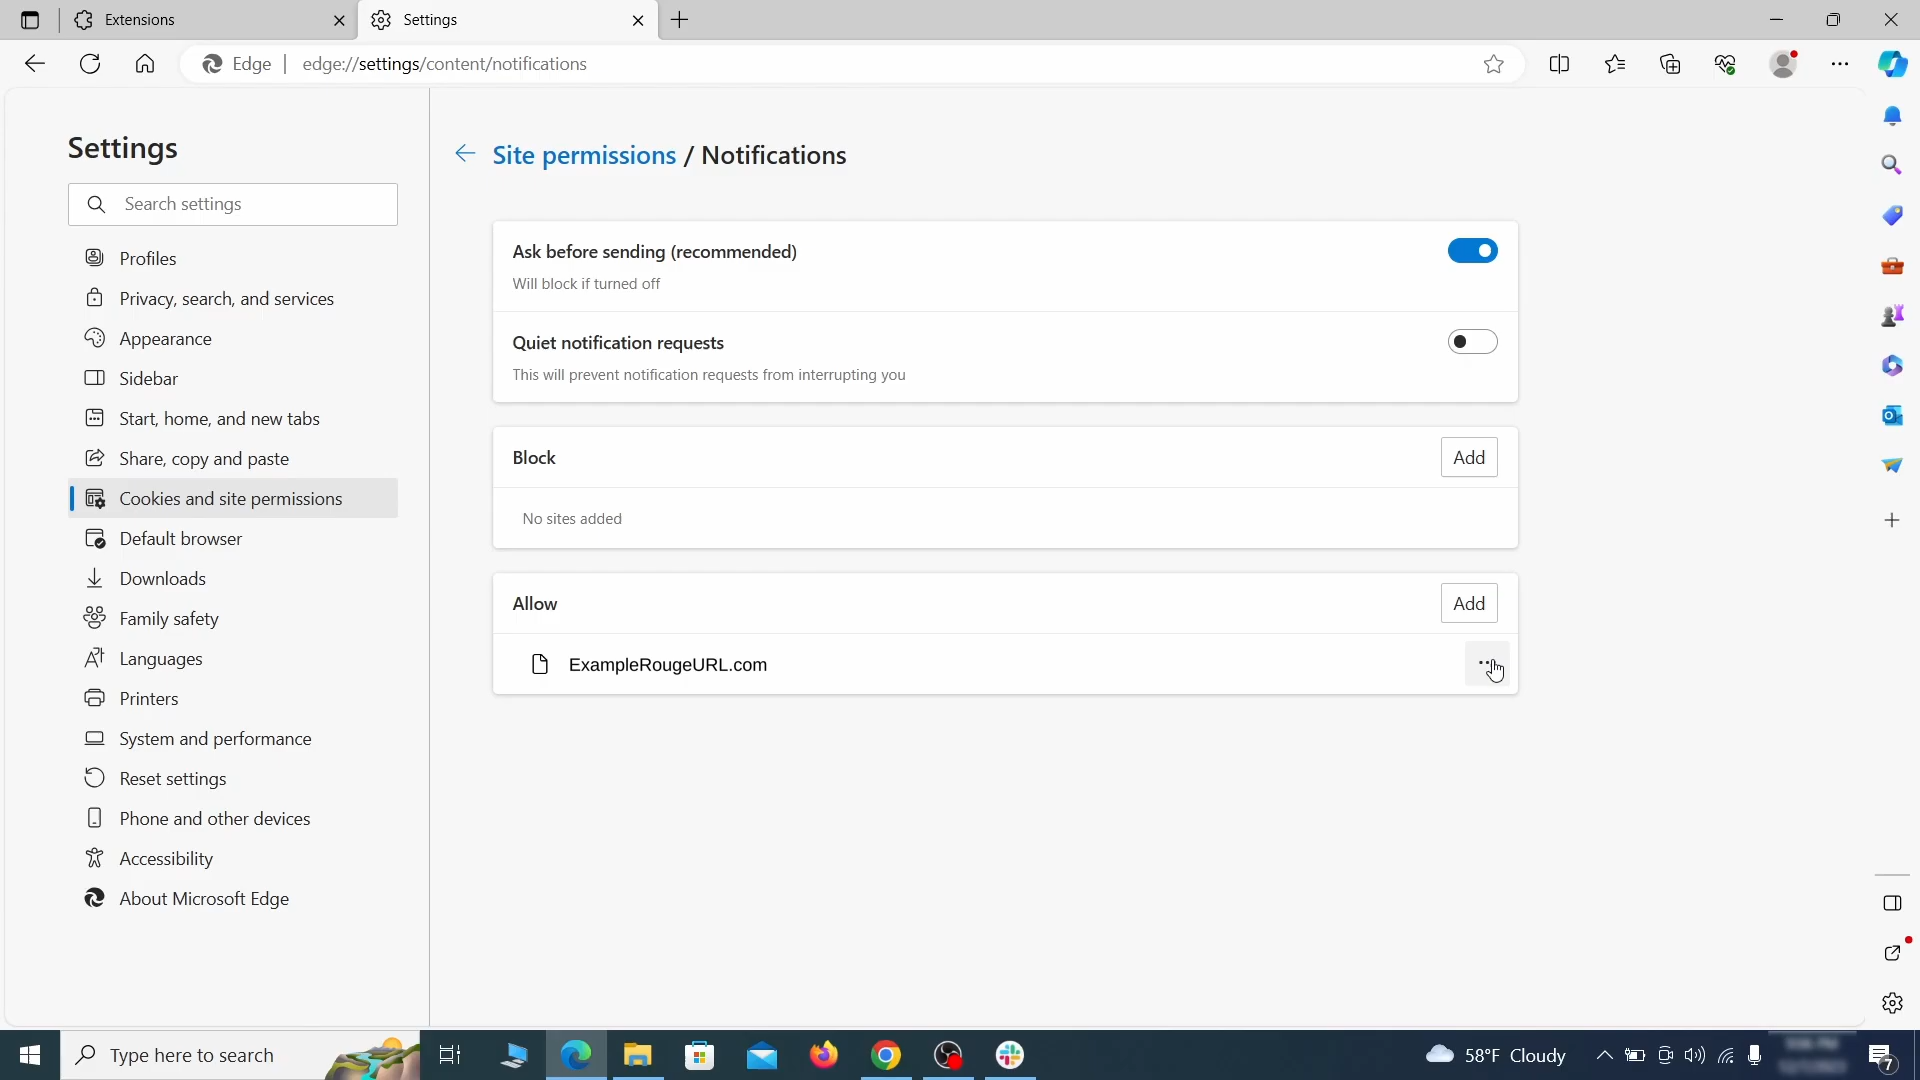 Extensions
Settings
Edge
edge://settings/content/notifications
Settings
Search settings
Profiles
Privacy, search, and services
Appearance
Sidebar
Start, home, and new tabs
Share, copy and paste
Cookies and site permissions
Default browser
Downloads
Family safety
Languages
Printers
System and performance
Reset settings
Phone and other devices
Accessibility
About Microsoft Edge
Site permissions / Notifications
Ask before sending (recommended)
Will block if turned off
Quiet notification requests
This will prevent notification requests from interrupting you
Block
Add
No sites added
Allow
Add
ExampleRougeURL.com
Type here to search
58°F Cloudy
7